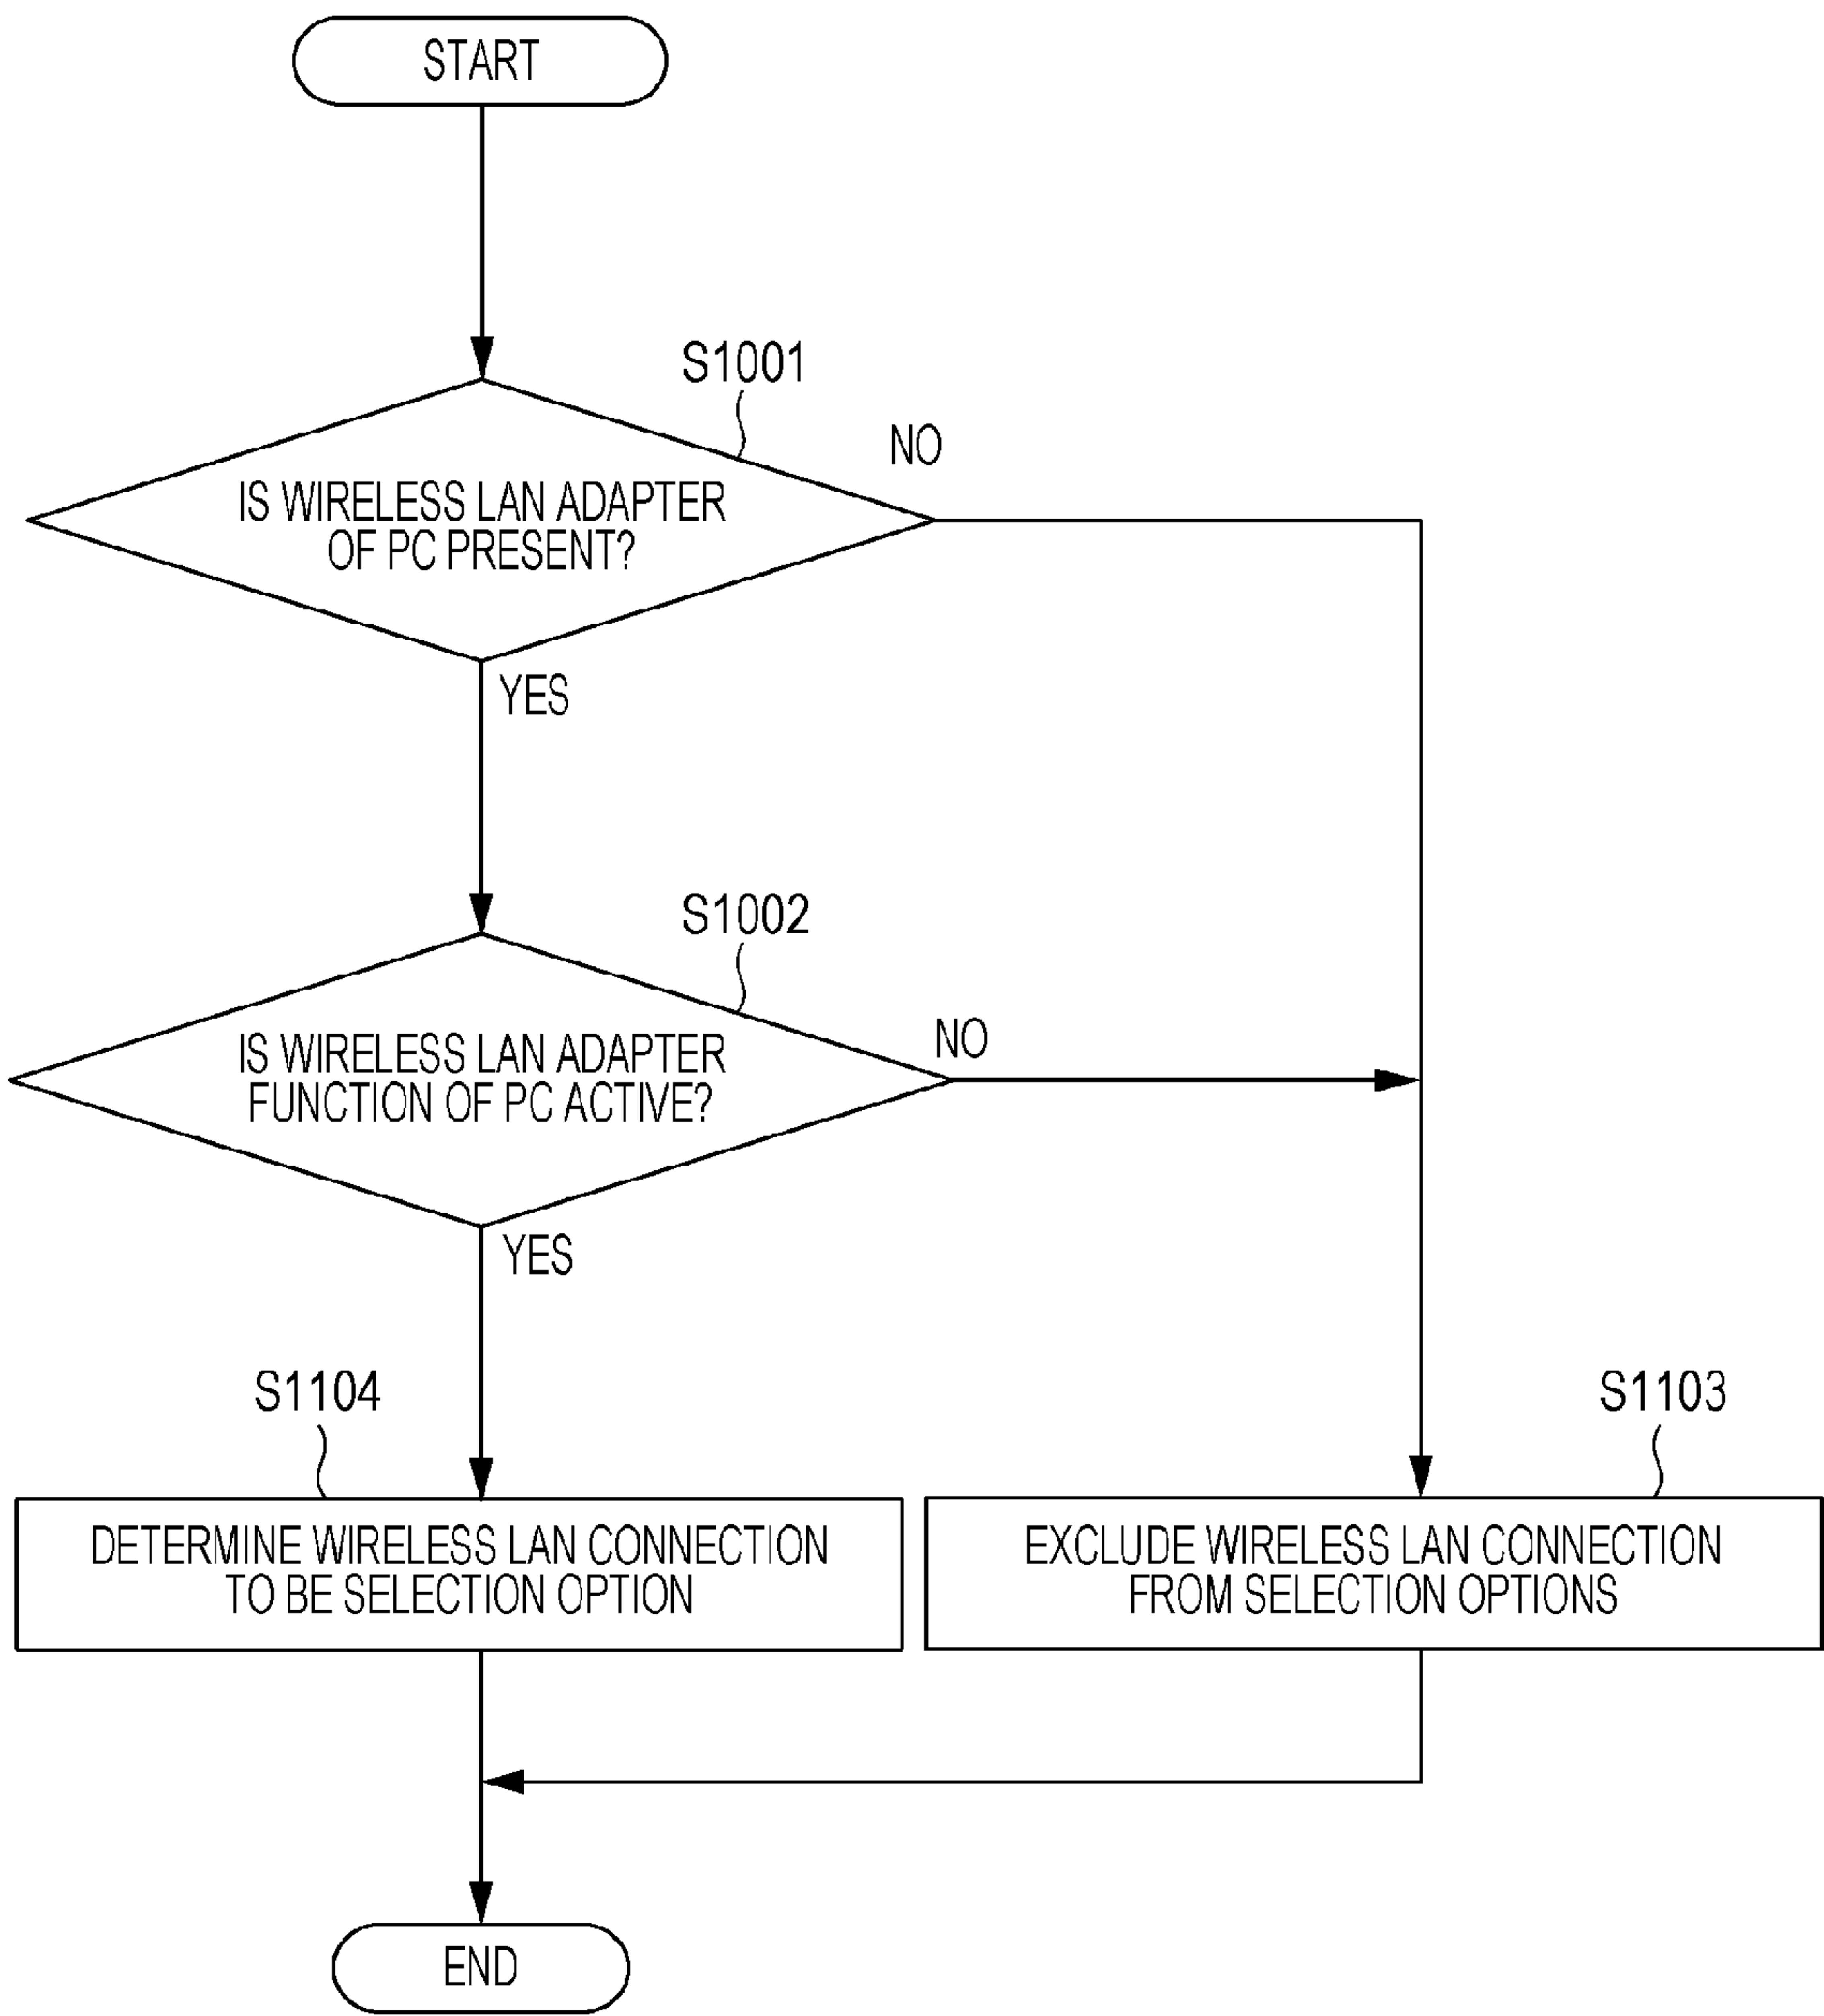 START
S1001
NO
IS WIRELESS LAN ADAPTER
OF PC PRESENT?
YES
S1002
NO
IS WIRELESS LAN ADAPTER
FUNCTION OF PC ACTIVE?
YES
S1104
DETERMINE WIRELESS LAN CONNECTION
TO BE SELECTION OPTION
S1103
EXCLUDE WIRELESS LAN CONNECTION
FROM SELECTION OPTIONS
END